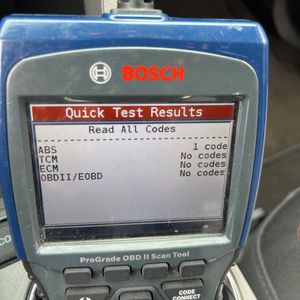 BOSCH
Quick Test Results
Read All Codes
ABS 1 code
TCM No codes
ECM No codes
OBDII/EOBD No codes
ProGrade OBD II Scan Tool
CODE
CONNECT